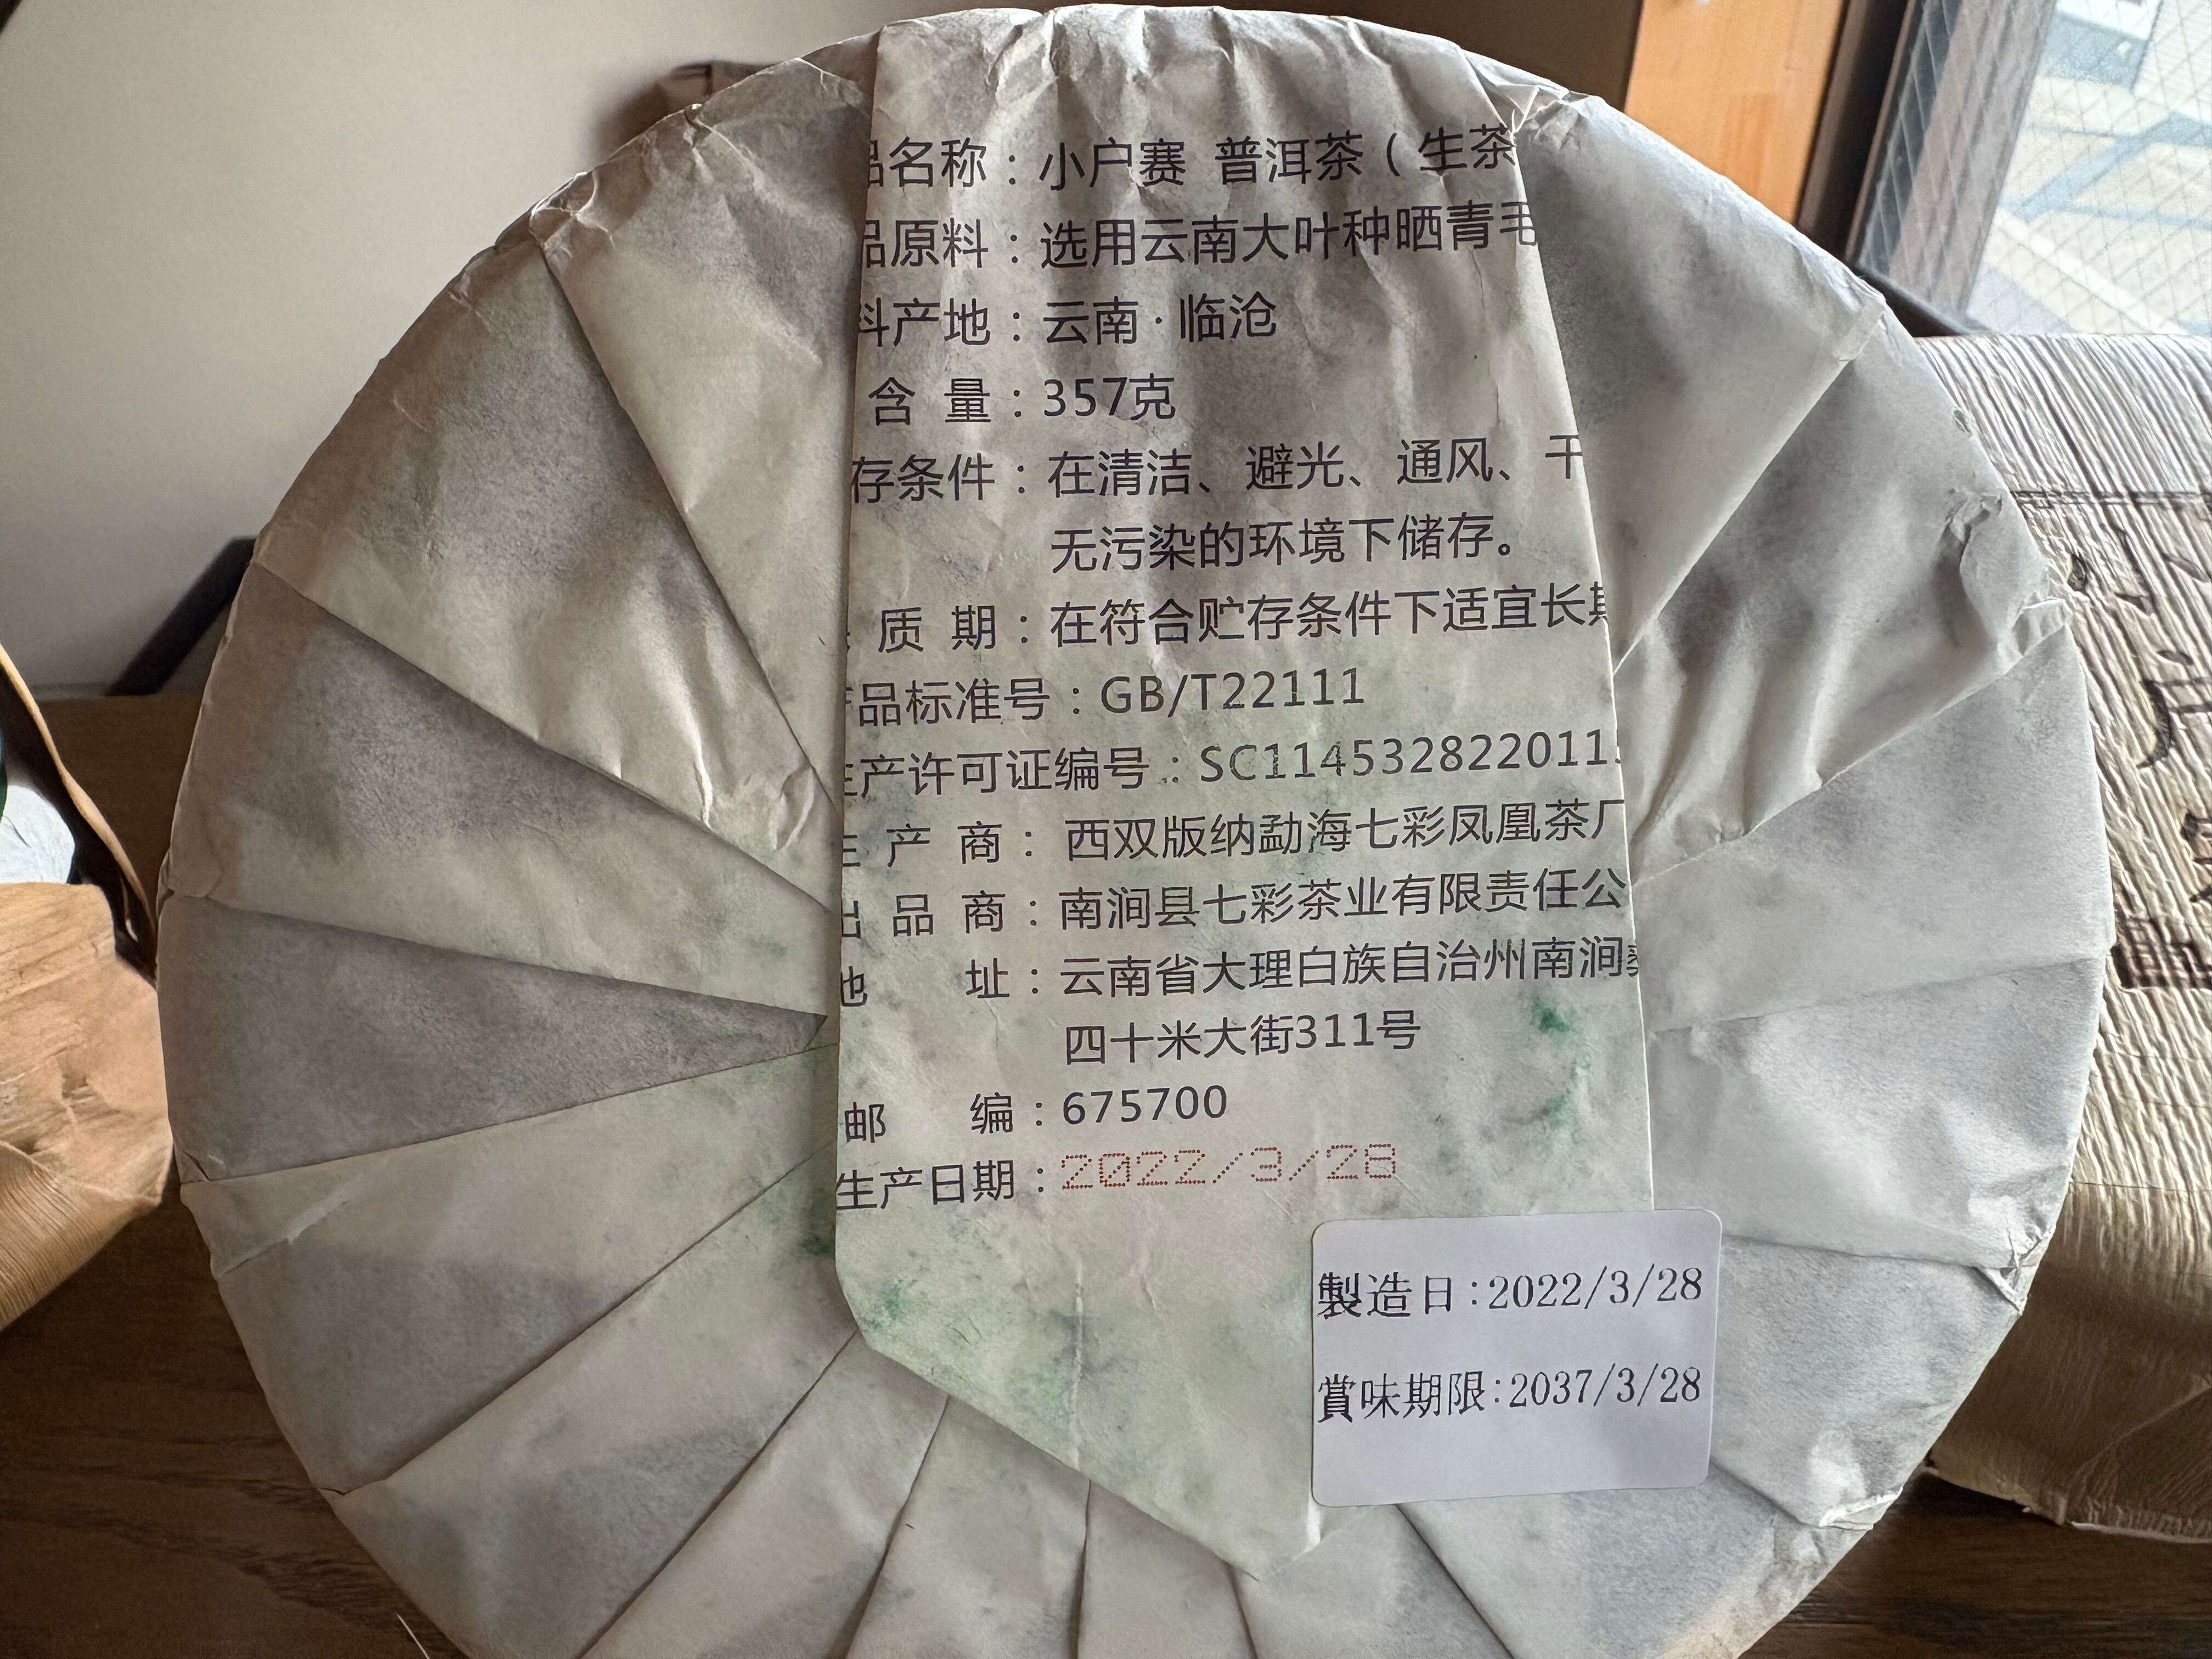 品名称：小户赛 普洱茶（生茶
品原料：选用云南大叶种晒青毛
料产地：云南·临沧
含 量：357克
存条件：在清洁、避光、通风、干
无污染的环境下储存。
质 期：在符合贮存条件下适宜长期
产品标准号：GB/T22111
生产许可证编号：SC1145328220115
生 产 商：西双版纳勐海七彩凤凰茶厂
出 品 商：南涧县七彩茶业有限责任公
地 址：云南省大理白族自治州南涧彝
四十米大街311号
邮 编：675700
生产日期：2022/3/28
製造日:2022/3/28
賞味期限:2037/3/28